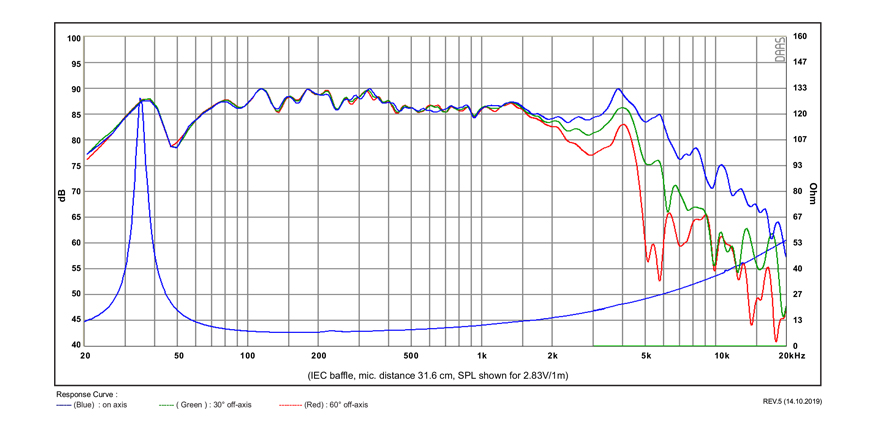 100 160
95 147
90 133
85 120
80 107
75 93
70 80
65 67
60 53
55 40
50 27
45 13
40 0
dB
Ohm
DAAS
20 50 100 200 500 1k 2k 5k 10k 20kHz
(IEC baffle, mic. distance 31.6 cm, SPL shown for 2.83V/1m)
Response Curve :
(Blue) : on axis ( Green ) : 30° off-axis (Red) : 60° off-axis
REV.5 (14.10.2019)